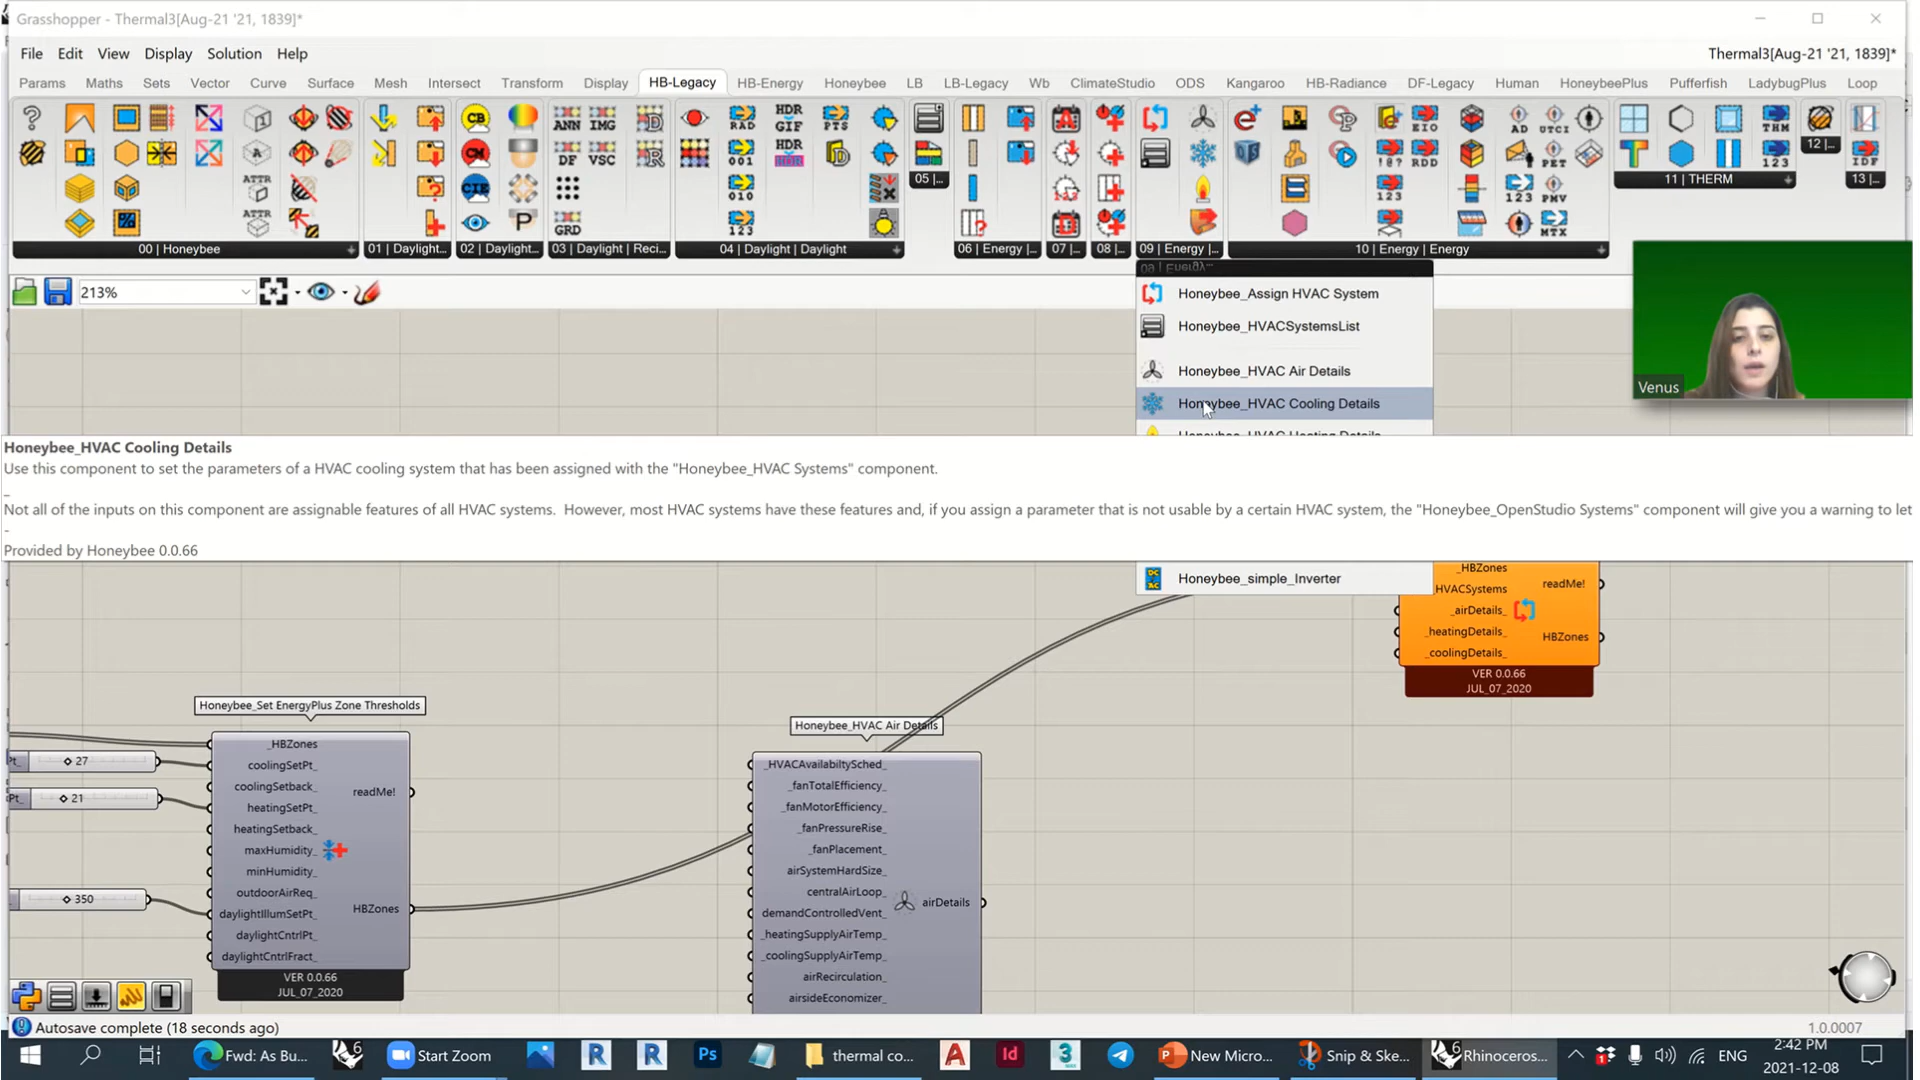 Grasshopper - Thermal3[Aug-21 '21, 1839]*
File Edit View Display Solution Help
Thermal3[Aug-21 '21, 1839]*
Params Maths Sets Vector Curve Surface Mesh Intersect Transform Display HB-Legacy HB-Energy Honeybee LB LB-Legacy Wb ClimateStudio ODS Kangaroo HB-Radiance DF-Legacy Human HoneybeePlus Pufferfish LadybugPlus Loop
00 | Honeybee
01 | Daylight...
02 | Daylight...
03 | Daylight | Reci...
04 | Daylight | Daylight
05 |...
06 | Energy |...
07 |...
08 |...
09 | Energy |...
10 | Energy | Energy
11 | THERM
12 |...
13 |...
213%
09 | Energy...
Honeybee_Assign HVAC System
Honeybee_HVACSystemsList
Honeybee_HVAC Air Details
Honeybee_HVAC Cooling Details
Honeybee_HVAC Heating Details
Venus
Honeybee_HVAC Cooling Details
Use this component to set the parameters of a HVAC cooling system that has been assigned with the "Honeybee_HVAC Systems" component.
_
Not all of the inputs on this component are assignable features of all HVAC systems.  However, most HVAC systems have these features and, if you assign a parameter that is not usable by a certain HVAC system, the "Honeybee_OpenStudio Systems" component will give you a warning to let
-
Provided by Honeybee 0.0.66
Honeybee_simple_Inverter
_HBZones
HVACSystems
_airDetails_
_heatingDetails_
_coolingDetails_
readMe!
HBZones
VER 0.0.66
JUL_07_2020
Honeybee_Set EnergyPlus Zone Thresholds
_HBZones
coolingSetPt_
coolingSetback_
heatingSetPt_
heatingSetback_
maxHumidity_
minHumidity_
outdoorAirReq_
daylightIllumSetPt_
daylightCntrlPt_
daylightCntrlFract_
readMe!
HBZones
VER 0.0.66
JUL_07_2020
Pt_ 27
Pt_ 21
350
Honeybee_HVAC Air Details
_HVACAvailabiltySched_
_fanTotalEfficiency_
_fanMotorEfficiency_
_fanPressureRise_
_fanPlacement_
airSystemHardSize_
centralAirLoop_
demandControlledVent_
_heatingSupplyAirTemp_
_coolingSupplyAirTemp_
airRecirculation_
airsideEconomizer_
airDetails
Autosave complete (18 seconds ago)
1.0.0007
Fwd: As Bu...
Start Zoom
thermal co...
New Micro...
Snip & Ske...
Rhinoceros...
ENG
2:42 PM
2021-12-08